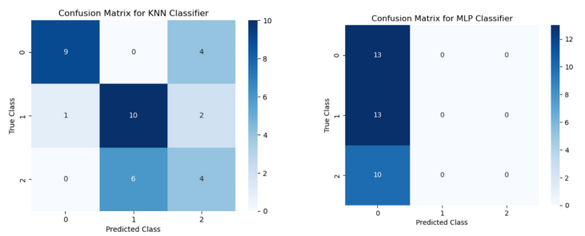 Confusion Matrix for KNN Classifier
0 9 0 4
1 1 10 2
2 0 6 4
0 1 2
True Class
Predicted Class
10
8
6
4
2
0
Confusion Matrix for MLP Classifier
0 13 0 0
1 13 0 0
2 10 0 0
0 1 2
True Class
Predicted Class
12
10
8
6
4
2
0